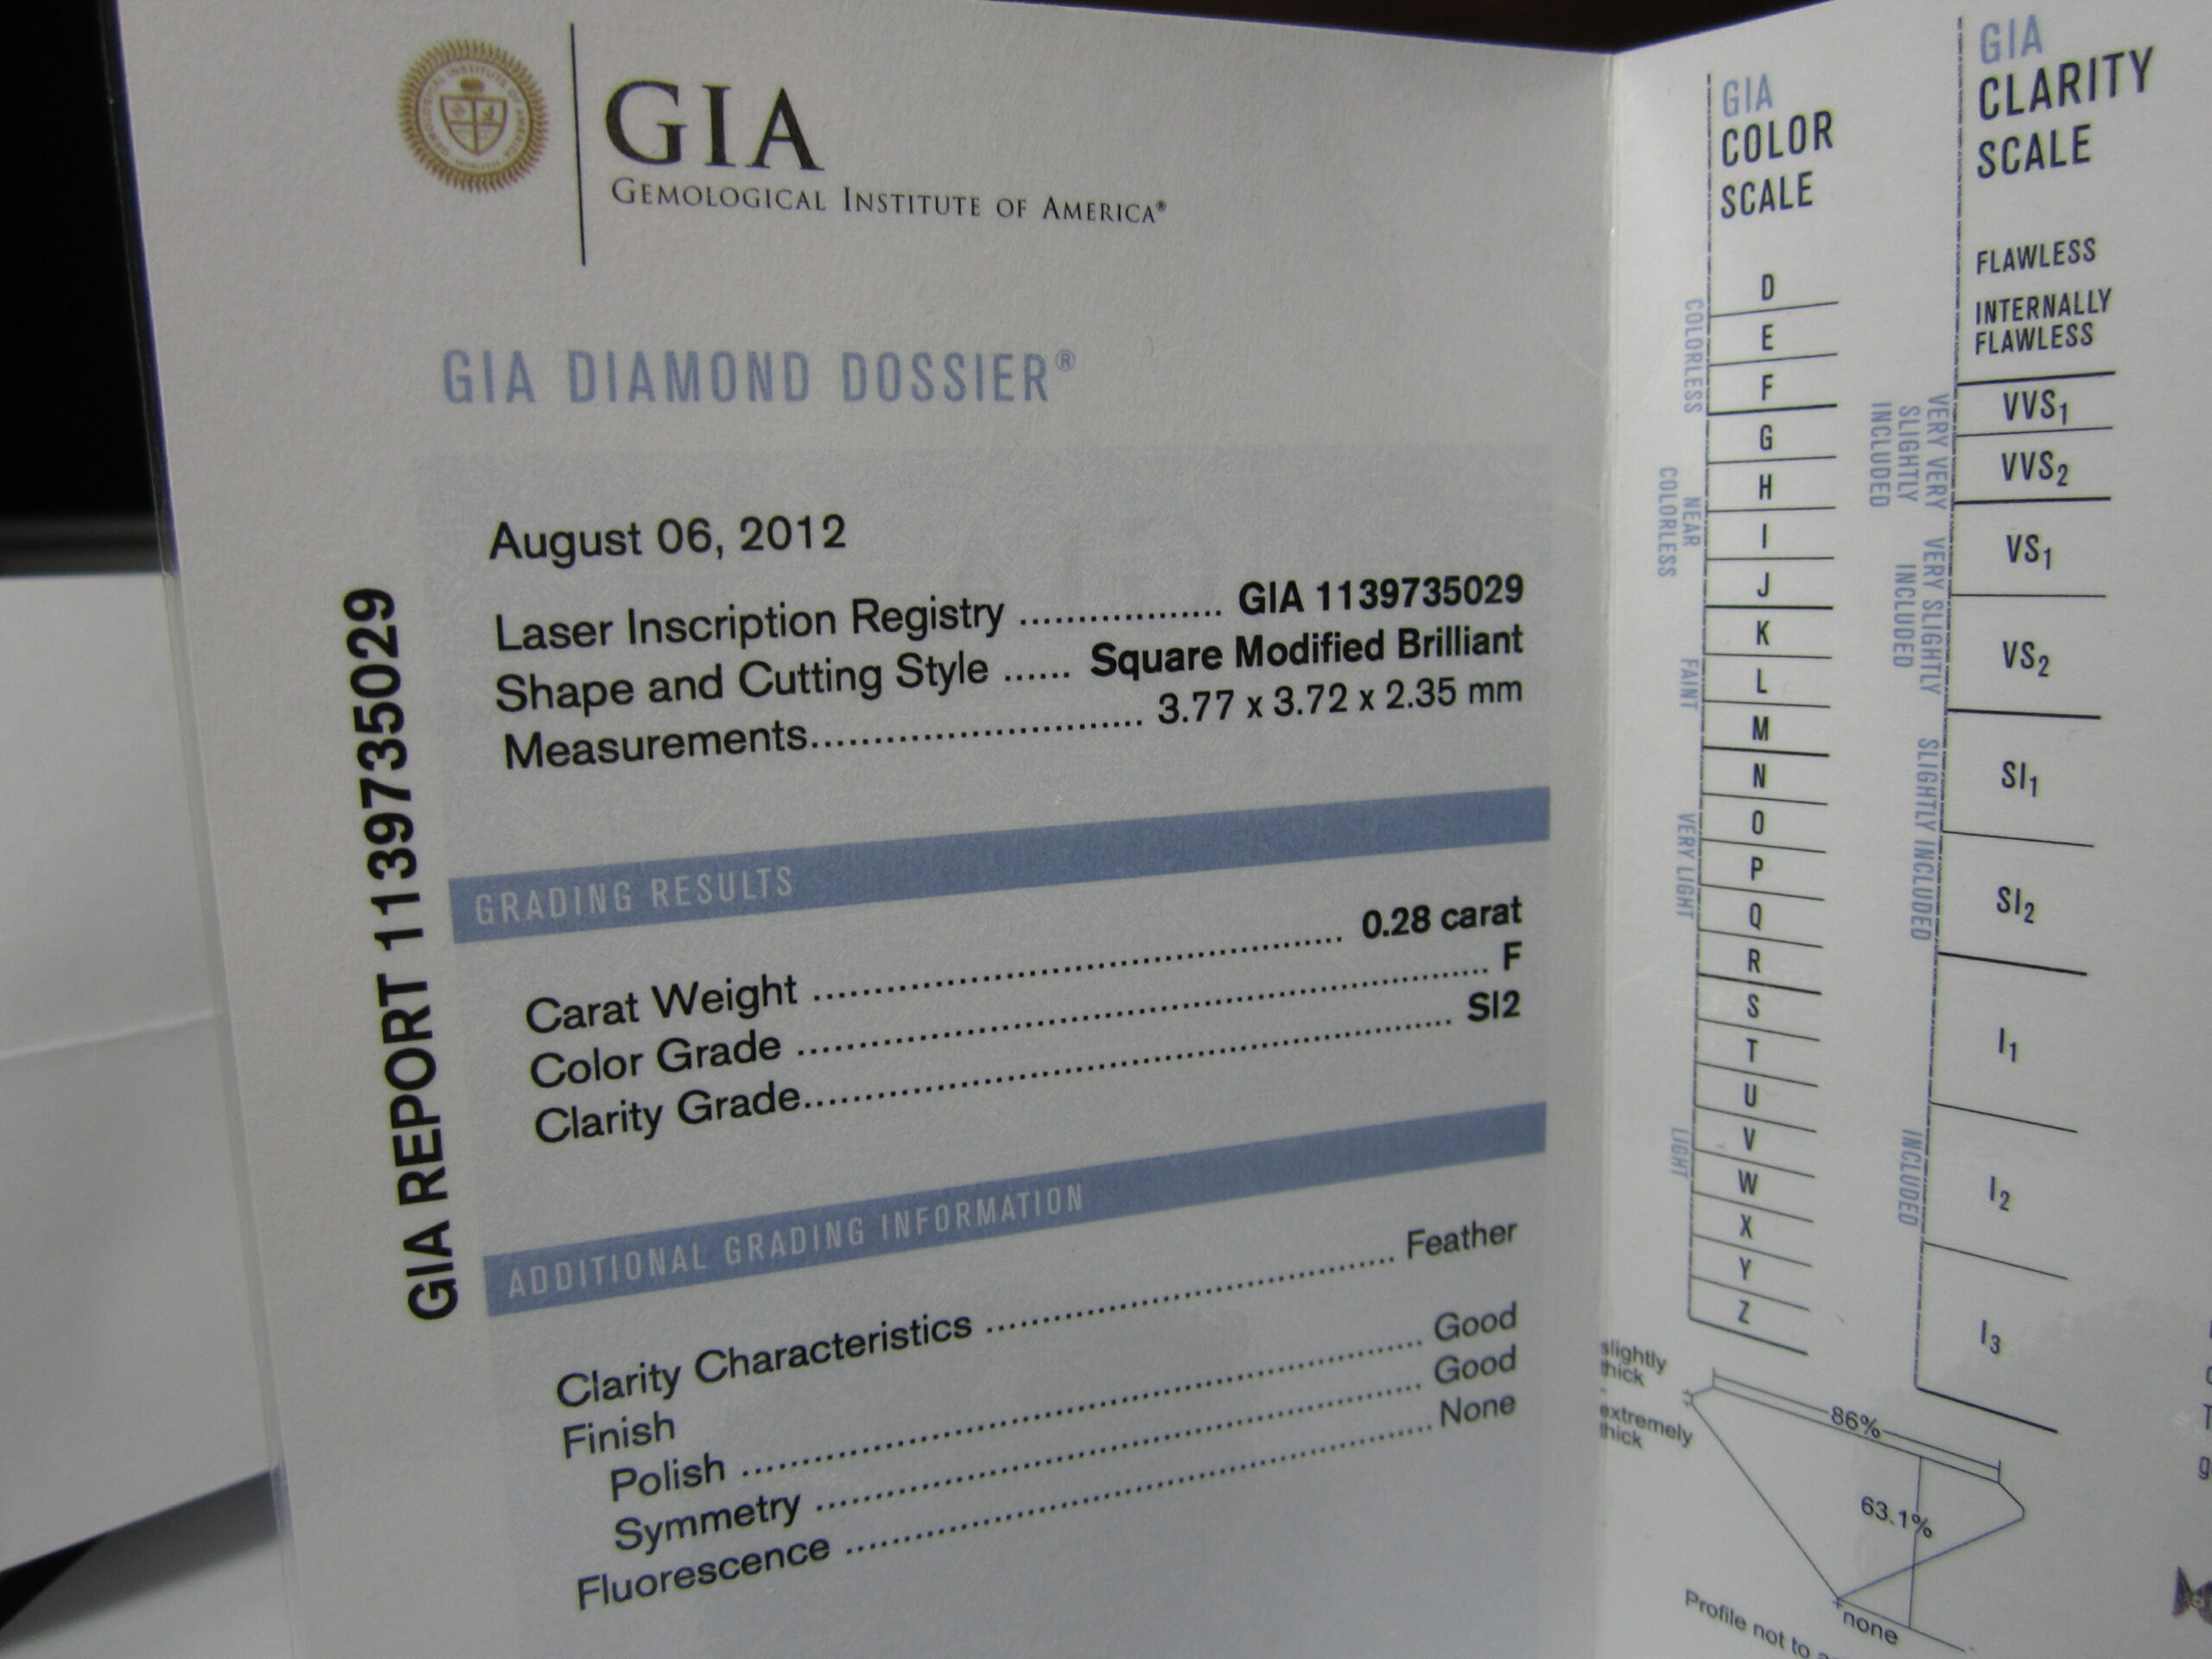 GIA
GEMOLOGICAL INSTITUTE OF AMERICA®
GIA DIAMOND DOSSIER®
GIA REPORT 1139735029
August 06, 2012
Laser Inscription Registry ................ GIA 1139735029
Shape and Cutting Style ...... Square Modified Brilliant
Measurements.......................... 3.77 x 3.72 x 2.35 mm
GRADING RESULTS
Carat Weight .......................................... 0.28 carat
Color Grade ....................................................... F
Clarity Grade................................................... SI2
ADDITIONAL GRADING INFORMATION
Clarity Characteristics ................................ Feather
Finish
Polish ...................................................... Good
Symmetry ................................................ Good
Fluorescence .............................................. None
GIA
COLOR
SCALE
COLORLESS
D
E
F
NEAR
COLORLESS
G
H
I
J
FAINT
K
L
M
VERY LIGHT
N
O
P
Q
R
LIGHT
S
T
U
V
W
X
Y
Z
GIA
CLARITY
SCALE
FLAWLESS
INTERNALLY
FLAWLESS
VERY VERY
SLIGHTLY
INCLUDED
VVS1
VVS2
VERY SLIGHTLY
INCLUDED
VS1
VS2
SLIGHTLY INCLUDED
SI1
SI2
INCLUDED
I1
I2
I3
slightly
thick
-
extremely
thick
86%
63.1%
none
Profile not to